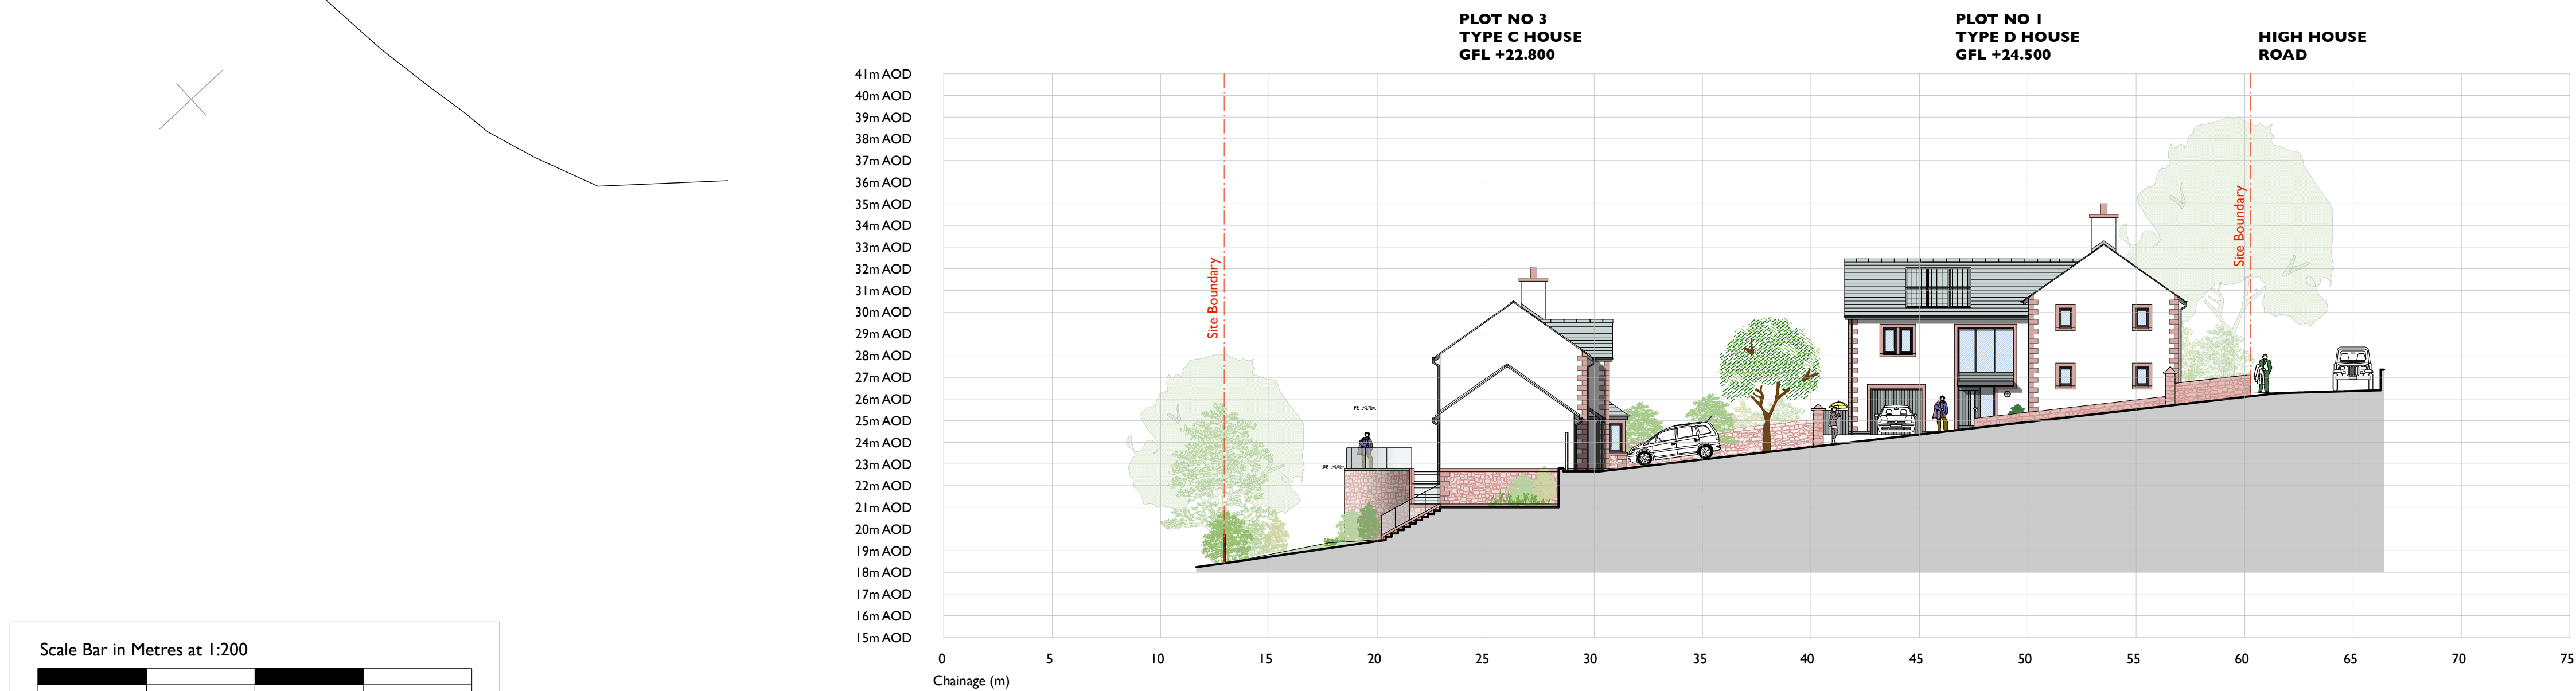 PLOT NO 3
TYPE C HOUSE
GFL +22.800
PLOT NO 1
TYPE D HOUSE
GFL +24.500
HIGH HOUSE
ROAD
41m AOD
40m AOD
39m AOD
38m AOD
37m AOD
36m AOD
35m AOD
34m AOD
33m AOD
32m AOD
31m AOD
30m AOD
29m AOD
28m AOD
27m AOD
26m AOD
25m AOD
24m AOD
23m AOD
22m AOD
21m AOD
20m AOD
19m AOD
18m AOD
17m AOD
16m AOD
15m AOD
Site Boundary
Site Boundary
0 5 10 15 20 25 30 35 40 45 50 55 60 65 70 75
Chainage (m)
Scale Bar in Metres at 1:200